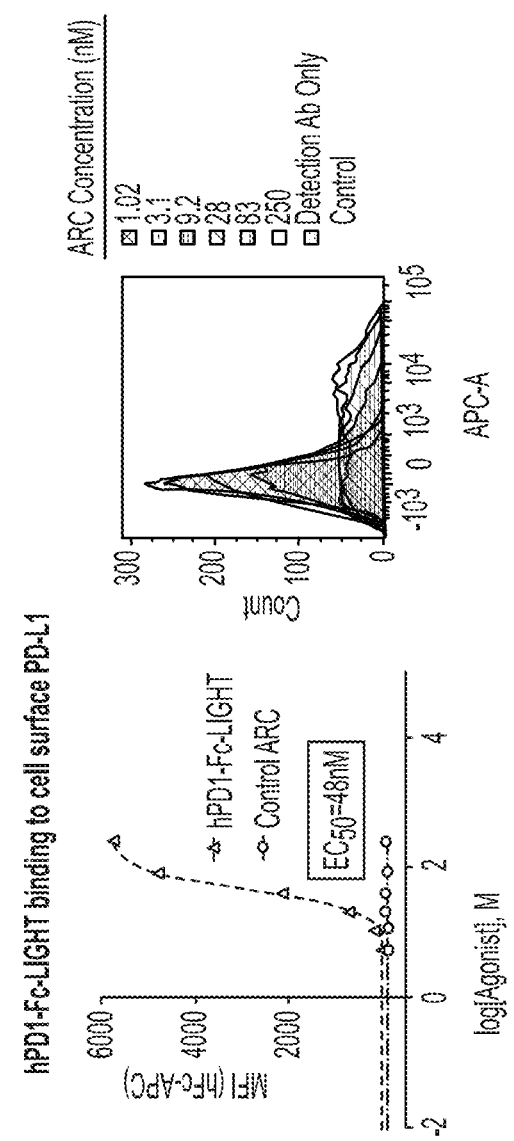 hPD1-Fc-LIGHT binding to cell surface PD-L1
MFI (hFc-APC)
6000
4000
2000
-2
0
2
4
log[Agonist], M
hPD1-Fc-LIGHT
Control ARC
EC50=48nM
Count
300
200
100
0
-10³
0
10³
10⁴
10⁵
APC-A
ARC Concentration (nM)
1.02
3.1
9.2
28
83
250
Detection Ab Only
Control